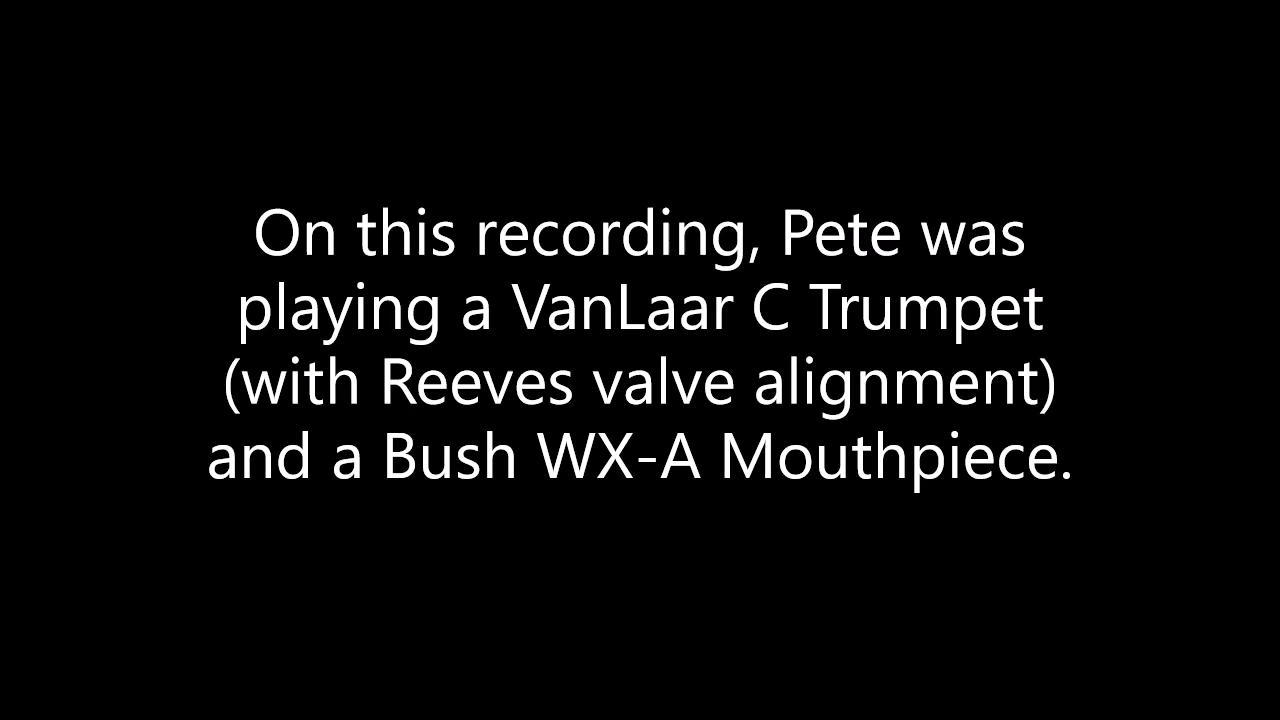 On this recording, Pete was
playing a VanLaar C Trumpet
(with Reeves valve alignment)
and a Bush WX-A Mouthpiece.